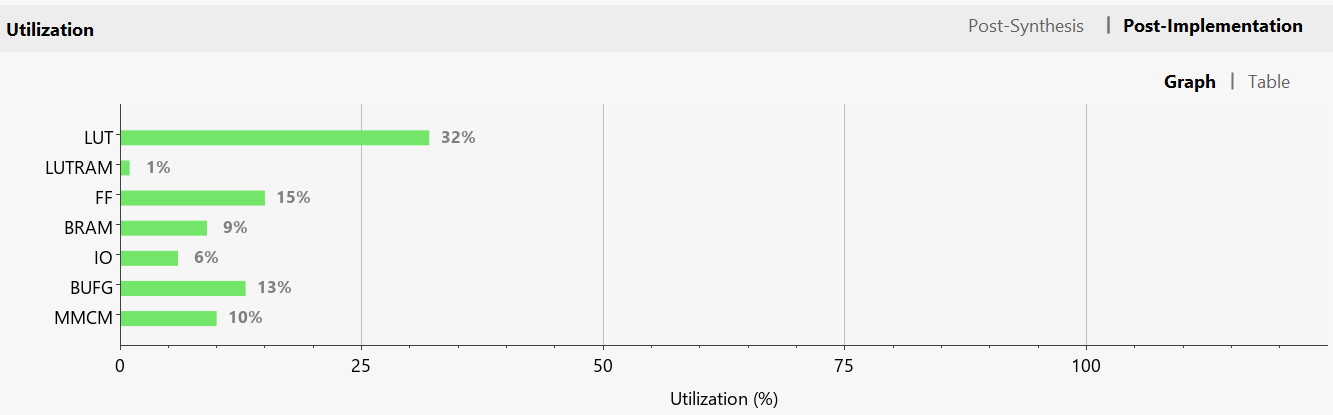 Utilization
Post-Synthesis | Post-Implementation
Graph | Table
LUT 32%
LUTRAM 1%
FF 15%
BRAM 9%
IO 6%
BUFG 13%
MMCM 10%
0 25 50 75 100
Utilization (%)